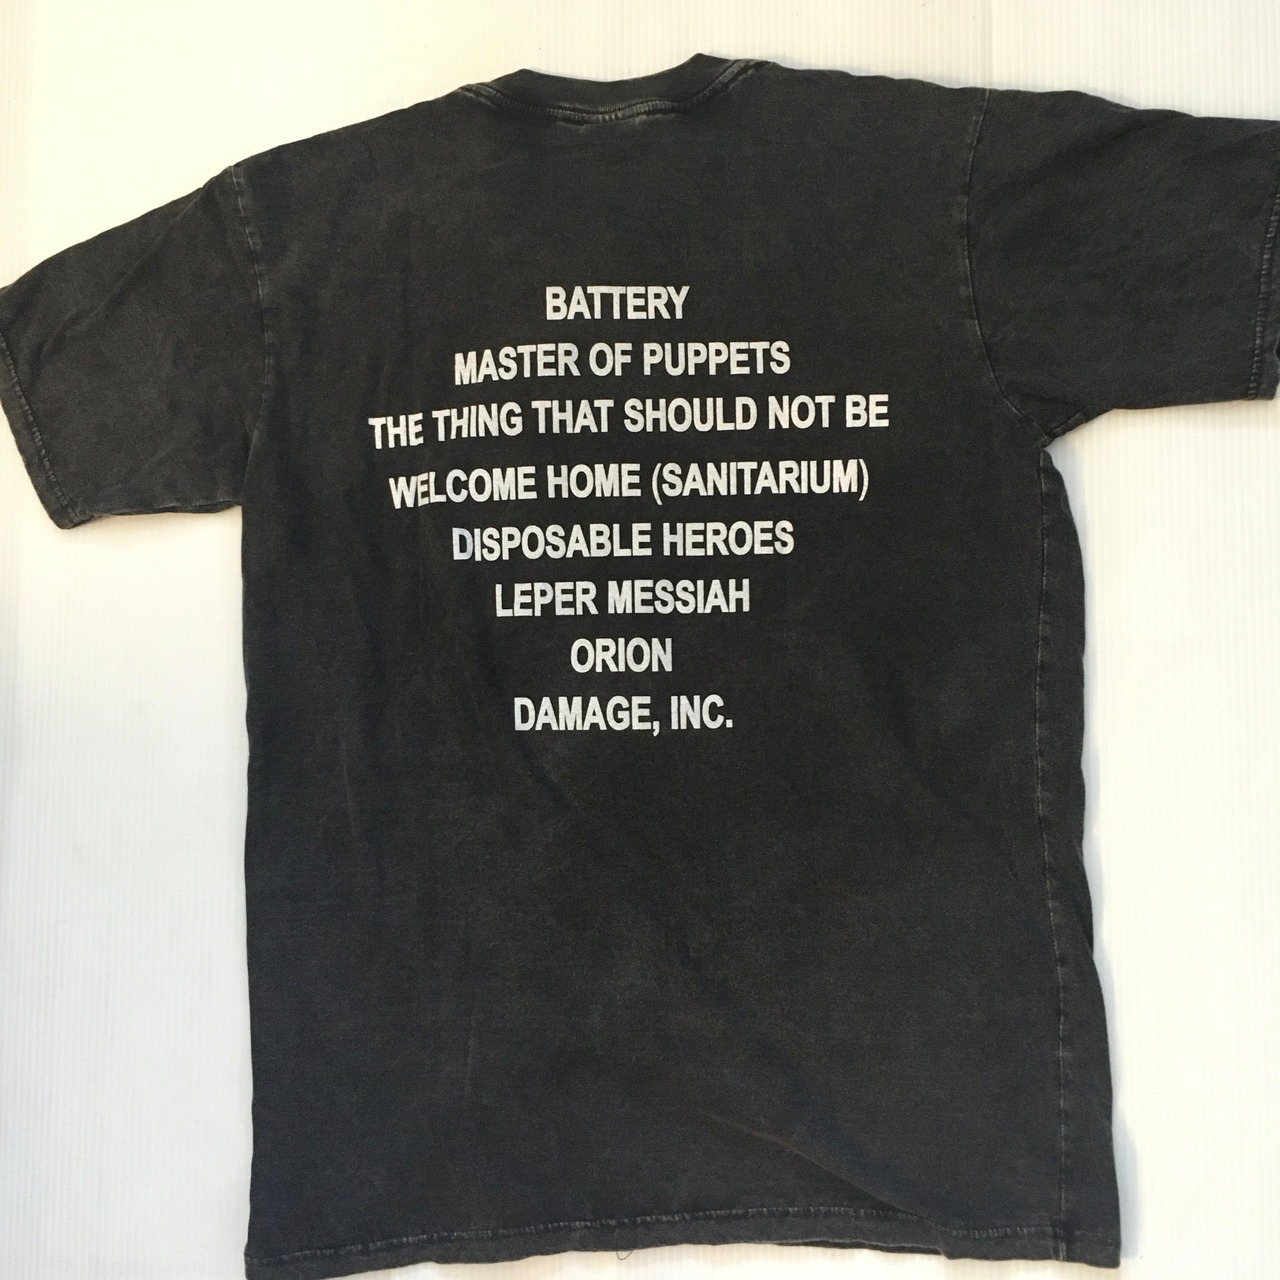 BATTERY
MASTER OF PUPPETS
THE THING THAT SHOULD NOT BE
WELCOME HOME (SANITARIUM)
DISPOSABLE HEROES
LEPER MESSIAH
ORION
DAMAGE, INC.